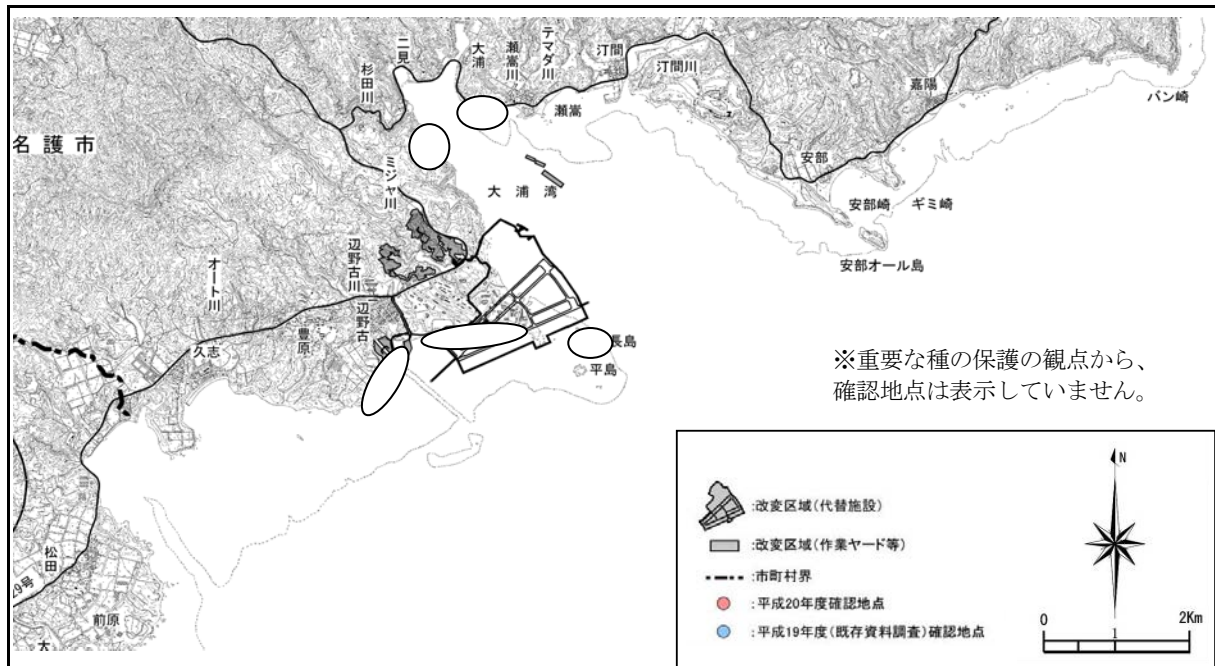 二見
大浦
瀬嵩川
テマダ川
汀間
杉田川
汀間川
嘉陽
バン崎
瀬嵩
名護市
安部
大浦湾
ミジャ川
安部崎
ギミ崎
安部オール島
辺野古川
オート川
辺野古
豊原
久志
長島
平島
※重要な種の保護の観点から、
確認地点は表示していません。
松田
29号
前原
大
:改変区域(代替施設)
:改変区域(作業ヤード等)
:市町村界
:平成20年度確認地点
:平成19年度(既存資料調査)確認地点
N
0 1 2Km